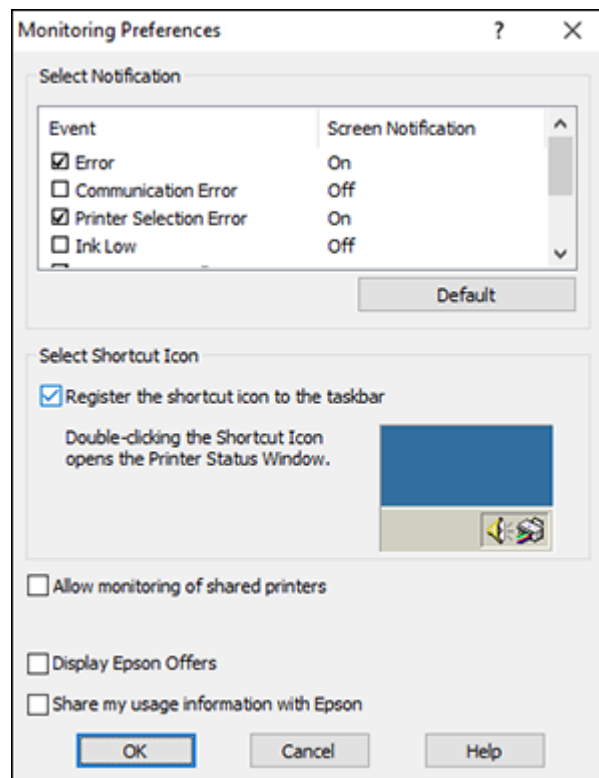 Monitoring Preferences ?
Select Notification
Event Screen Notification
Error On
Communication Error Off
Printer Selection Error On
Ink Low Off
Default
Select Shortcut Icon
Register the shortcut icon to the taskbar
Double-clicking the Shortcut Icon
opens the Printer Status Window.
Allow monitoring of shared printers
Display Epson Offers
Share my usage information with Epson
OK Cancel Help